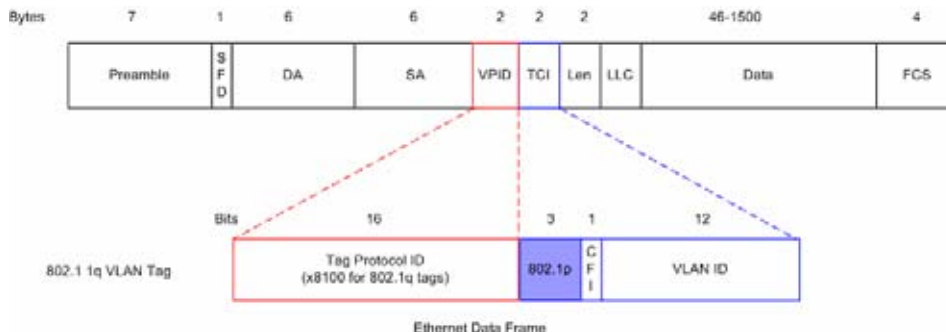 Bytes 7 1 6 6 2 2 2 46-1500 4
Preamble SFD DA SA VPID TCI Len LLC Data FCS
Bits 16 3 1 12
802.1 1q VLAN Tag
Tag Protocol ID
(x8100 for 802.1q tags)
802.1p CFI VLAN ID
Ethernet Data Frame